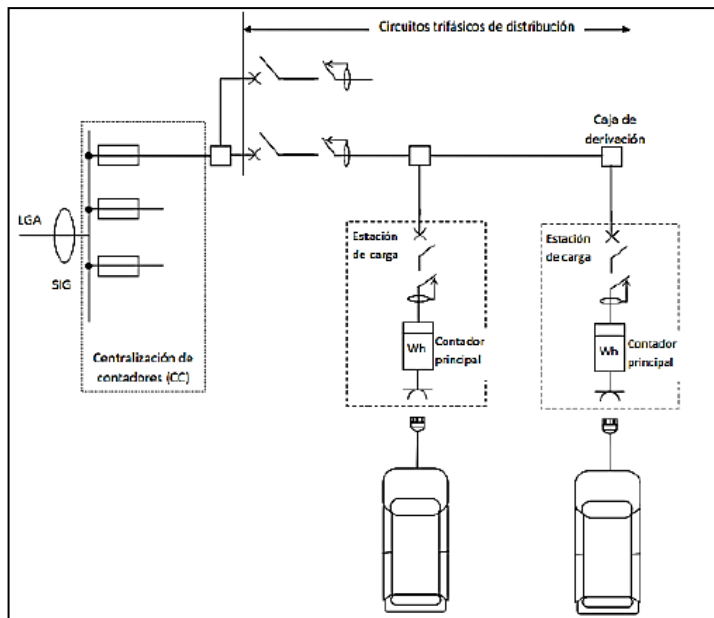 Circuitos trifásicos de distribución
Caja de
derivación
LGA
SIG
Centralización de
contadores (CC)
Estación
de carga
Wh
Contador
principal
Estación
de carga
Wh
Contador
principal